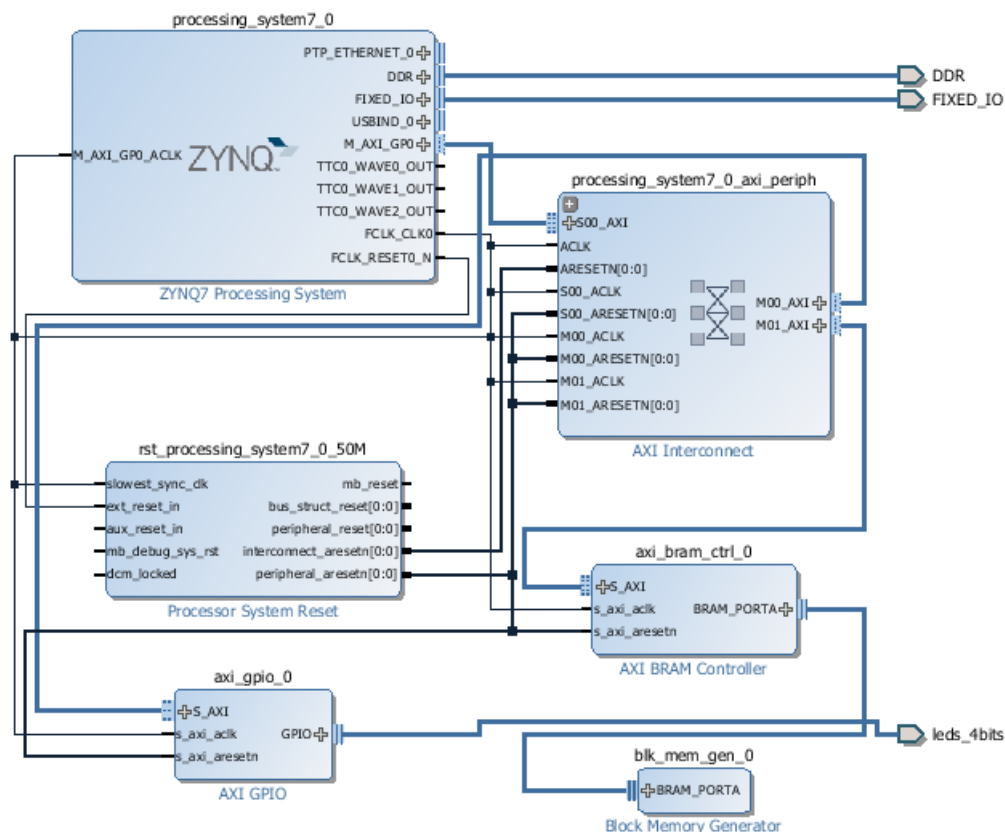 processing_system7_0
PTP_ETHERNET_0
DDR
FIXED_IO
USBIND_0
M_AXI_GP0
TTC0_WAVE0_OUT
TTC0_WAVE1_OUT
TTC0_WAVE2_OUT
FCLK_CLK0
FCLK_RESET0_N
M_AXI_GP0_ACLK
ZYNQ
ZYNQ7 Processing System
DDR
FIXED_IO
processing_system7_0_axi_periph
S00_AXI
ACLK
ARESETN[0:0]
S00_ACLK
S00_ARESETN[0:0]
M00_ACLK
M00_ARESETN[0:0]
M01_ACLK
M01_ARESETN[0:0]
M00_AXI
M01_AXI
AXI Interconnect
rst_processing_system7_0_50M
slowest_sync_clk
ext_reset_in
aux_reset_in
mb_debug_sys_rst
dcm_locked
mb_reset
bus_struct_reset[0:0]
peripheral_reset[0:0]
interconnect_aresetn[0:0]
peripheral_aresetn[0:0]
Processor System Reset
axi_bram_ctrl_0
S_AXI
s_axi_aclk
s_axi_aresetn
BRAM_PORTA
AXI BRAM Controller
axi_gpio_0
S_AXI
s_axi_aclk
s_axi_aresetn
GPIO
AXI GPIO
leds_4bits
blk_mem_gen_0
BRAM_PORTA
Block Memory Generator